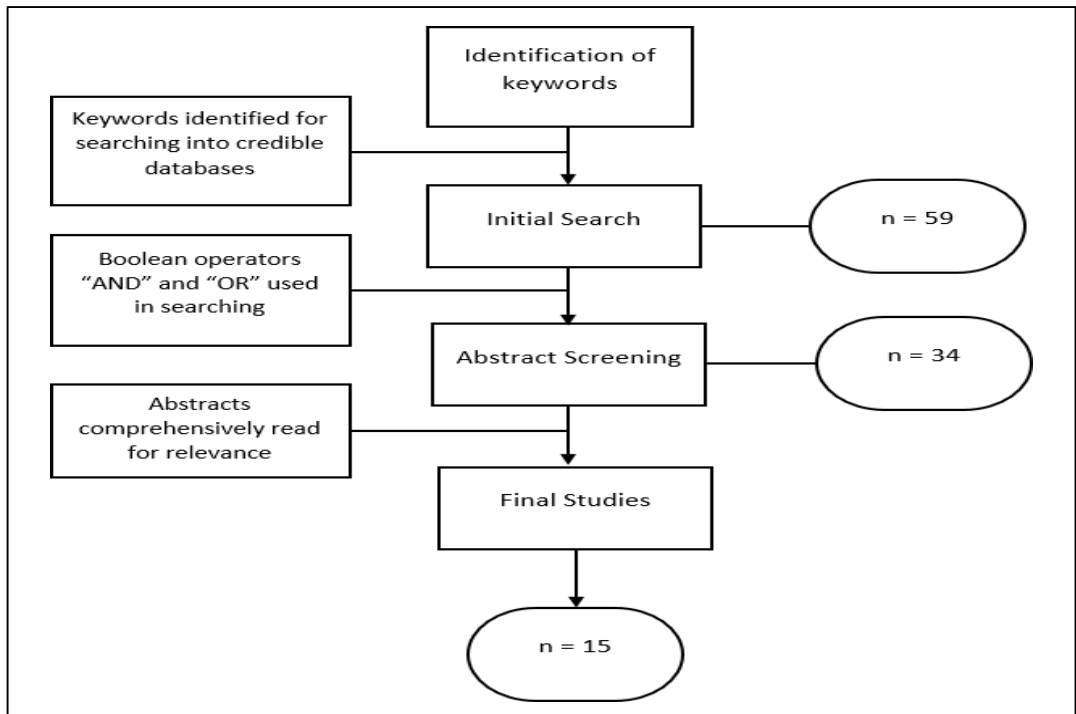 Identification of
keywords
Keywords identified for
searching into credible
databases
Initial Search
n = 59
Boolean operators
“AND” and “OR” used
in searching
Abstract Screening
n = 34
Abstracts
comprehensively read
for relevance
Final Studies
n = 15